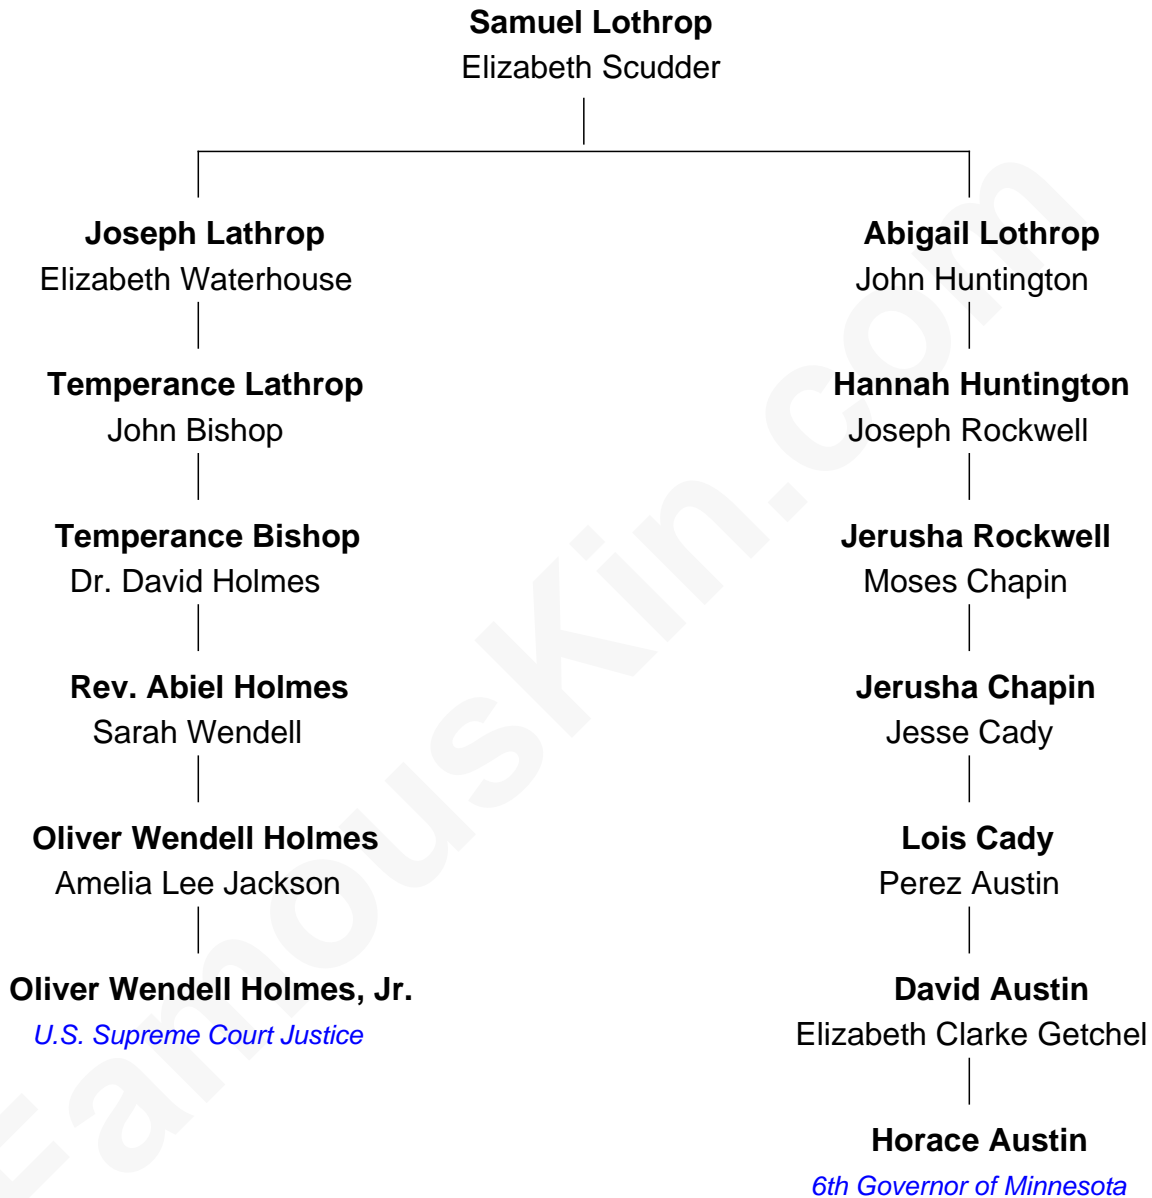 Samuel Lothrop
Elizabeth Scudder
Joseph Lathrop
Elizabeth Waterhouse
Temperance Lathrop
John Bishop
Temperance Bishop
Dr. David Holmes
Rev. Abiel Holmes
Sarah Wendell
Oliver Wendell Holmes
Amelia Lee Jackson
Oliver Wendell Holmes, Jr.
U.S. Supreme Court Justice
Abigail Lothrop
John Huntington
Hannah Huntington
Joseph Rockwell
Jerusha Rockwell
Moses Chapin
Jerusha Chapin
Jesse Cady
Lois Cady
Perez Austin
David Austin
Elizabeth Clarke Getchel
Horace Austin
6th Governor of Minnesota
FamousKin.com